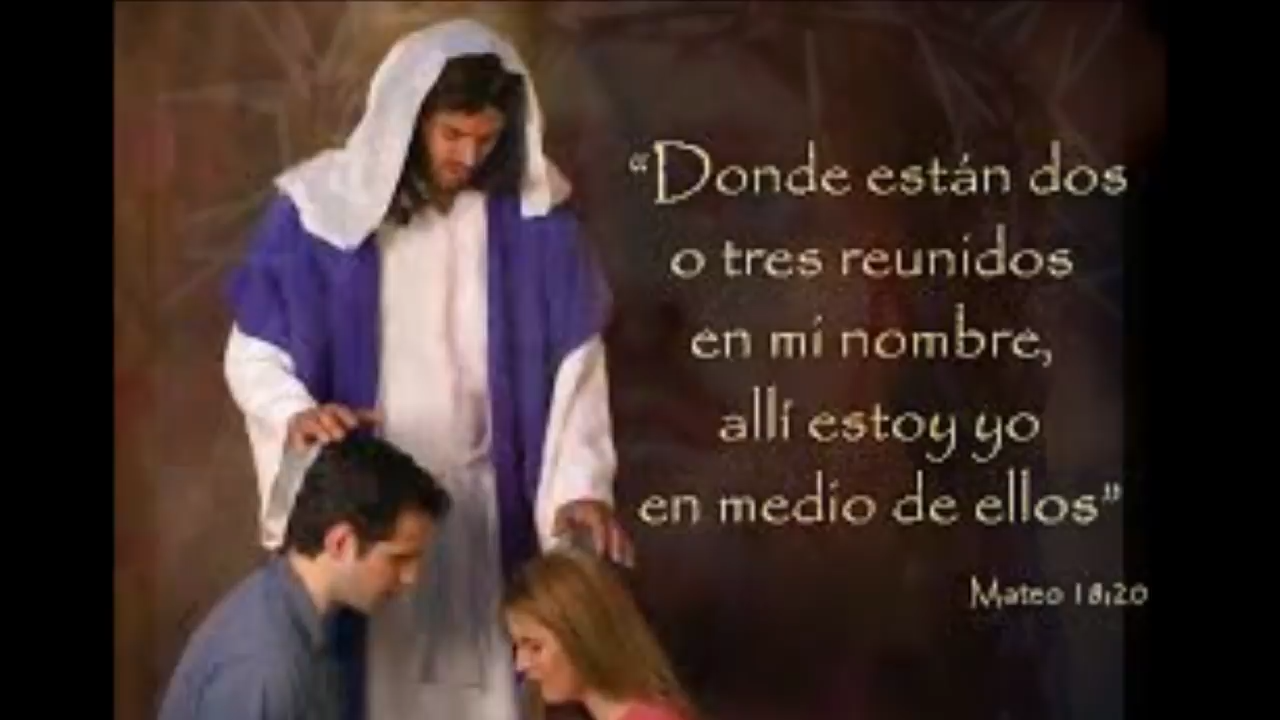 “Donde están dos
o tres reunidos
en mi nombre,
allí estoy yo
en medio de ellos”
Mateo 18:20